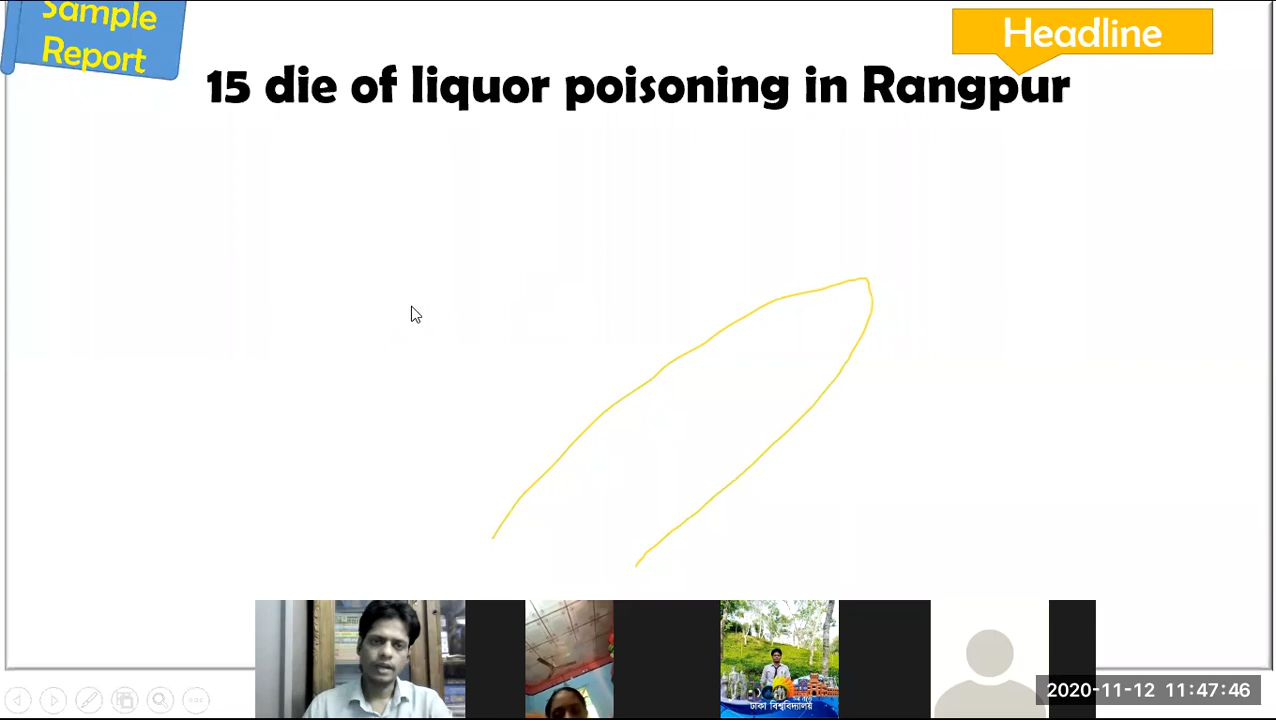 Sample
Report
Headline
15 die of liquor poisoning in Rangpur
ঢাকা বিশ্ববিদ্যালয়
2020-11-12 11:47:46